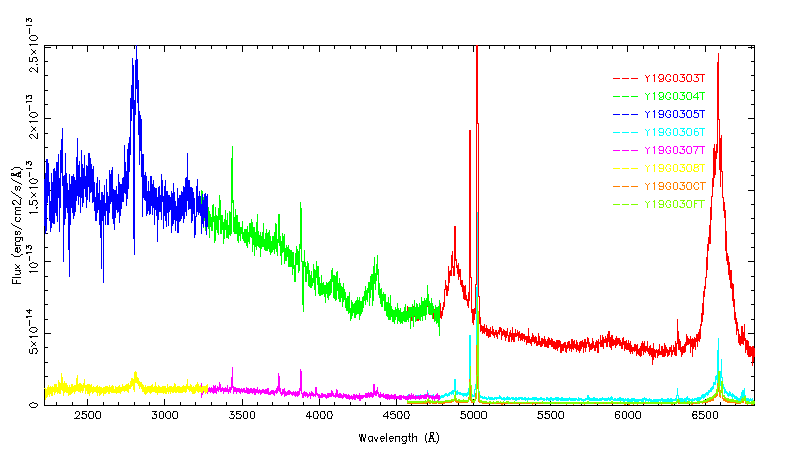 2.5×10⁻¹³
2×10⁻¹³
1.5×10⁻¹³
10⁻¹³
5×10⁻¹⁴
0
Flux (ergs/cm2/s/Å)
Y19G0303T
Y19G0304T
Y19G0305T
Y19G0306T
Y19G0307T
Y19G0308T
Y19G030CT
Y19G030FT
2500 3000 3500 4000 4500 5000 5500 6000 6500
Wavelength (Å)